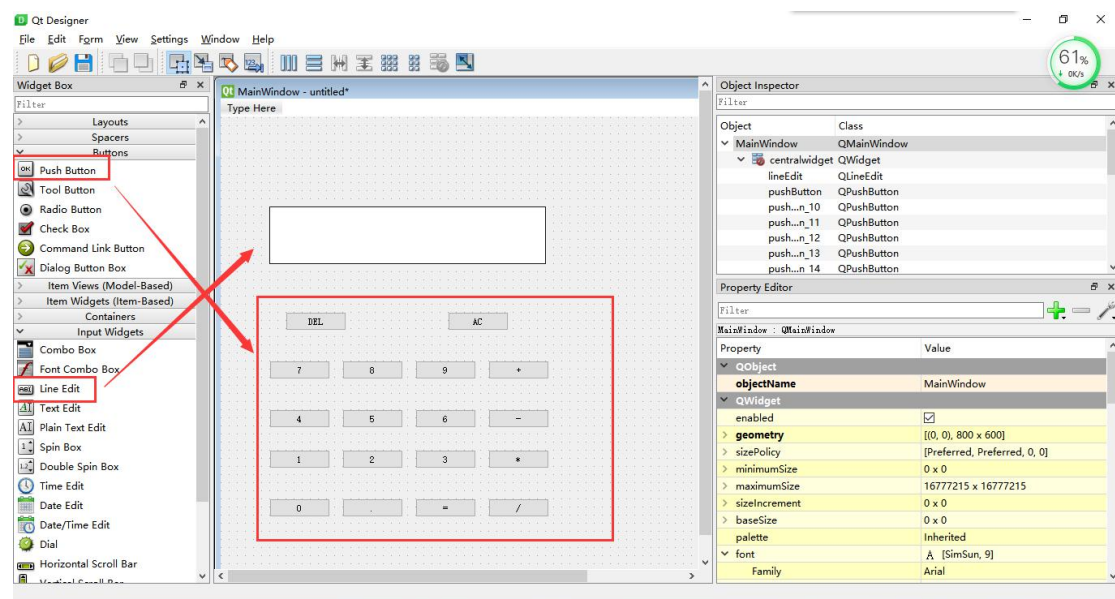 Qt Designer
File Edit Form View Settings Window Help
61%
↓ 0K/s
Widget Box
Filter
Layouts
Spacers
Buttons
OK Push Button
Tool Button
Radio Button
Check Box
Command Link Button
Dialog Button Box
Item Views (Model-Based)
Item Widgets (Item-Based)
Containers
Input Widgets
Combo Box
Font Combo Box
ABI Line Edit
AI Text Edit
AI Plain Text Edit
Spin Box
Double Spin Box
Time Edit
Date Edit
Date/Time Edit
Dial
Horizontal Scroll Bar
Vertical Scroll Bar
MainWindow - untitled*
Type Here
DEL AC
7 8 9 +
4 5 6 -
1 2 3 *
0 . = /
Object Inspector
Filter
Object Class
MainWindow QMainWindow
centralwidget QWidget
lineEdit QLineEdit
pushButton QPushButton
push...n_10 QPushButton
push...n_11 QPushButton
push...n_12 QPushButton
push...n_13 QPushButton
push...n 14 QPushButton
Property Editor
Filter
MainWindow : QMainWindow
Property Value
QObject
objectName MainWindow
QWidget
enabled
geometry [(0, 0), 800 x 600]
sizePolicy [Preferred, Preferred, 0, 0]
minimumSize 0 x 0
maximumSize 16777215 x 16777215
sizeIncrement 0 x 0
baseSize 0 x 0
palette Inherited
font A [SimSun, 9]
Family Arial